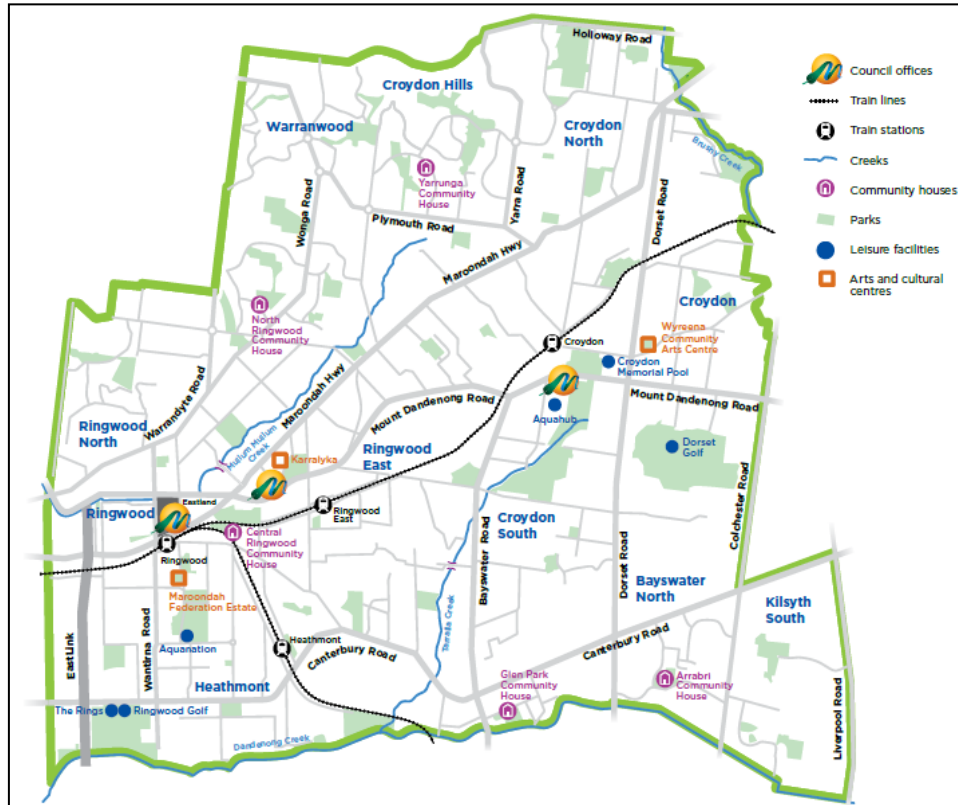 Holloway Road
Croydon Hills
Warranwood
Croydon
North
Brushy Creek
Yarrunga
Community
House
Wonga Road
Yarra Road
Dorset Road
Plymouth Road
Maroondah Hwy
Croydon
North
Ringwood
Community
House
Croydon
Wyreena
Community
Arts Centre
Croydon
Memorial Pool
Maroondah Hwy
Mount Dandenong Road
Mount Dandenong Road
Aquahub
Warrandyte Road
Ringwood
North
Mullum Mullum
Creek
Karralyka
Ringwood
East
Dorset
Golf
Colchester Road
Eastland
Ringwood
Ringwood
East
Croydon
South
Central
Ringwood
Community
House
Ringwood
Maroondah
Federation Estate
Bayswater Road
Dorset Road
Bayswater
North
Kilsyth
South
Tarralla Creek
EastLink
Wantirna Road
Aquanation
Heathmont
Canterbury Road
Canterbury Road
Heathmont
Glen Park
Community
House
Arrabri
Community
House
The Rings
Ringwood Golf
Liverpool Road
Dandenong Creek
Council offices
Train lines
Train stations
Creeks
Community houses
Parks
Leisure facilities
Arts and cultural
centres